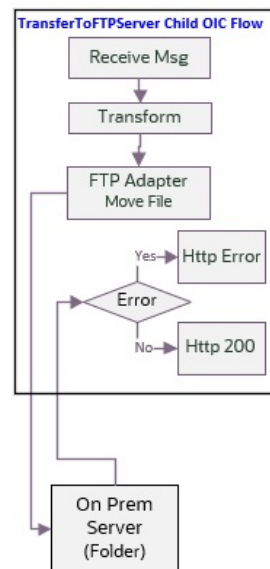 TransferToFTPServer Child OIC Flow
Receive Msg
Transform
FTP Adapter
Move File
Yes
Http Error
Error
No
Http 200
On Prem
Server
(Folder)